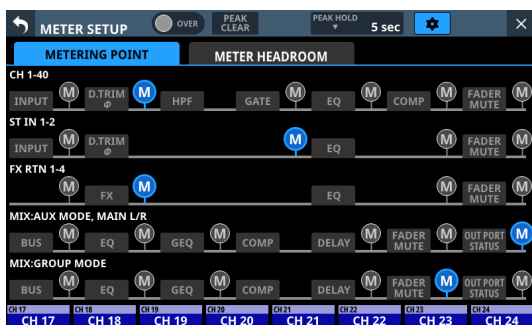 METER SETUP OVER PEAK CLEAR PEAK HOLD ▼ 5 sec ×
METERING POINT METER HEADROOM
CH 1-40
INPUT M D.TRIM Φ M HPF GATE M EQ M COMP M FADER MUTE M
ST IN 1-2
INPUT M D.TRIM Φ M EQ M FADER MUTE M
FX RTN 1-4
M FX M EQ M FADER MUTE M
MIX:AUX MODE, MAIN L/R
BUS M EQ M GEQ M COMP DELAY M FADER MUTE M OUT PORT STATUS M
MIX:GROUP MODE
BUS M EQ M GEQ M COMP DELAY M FADER MUTE M OUT PORT STATUS M
CH 17 CH 18 CH 19 CH 20 CH 21 CH 22 CH 23 CH 24
CH 17 CH 18 CH 19 CH 20 CH 21 CH 22 CH 23 CH 24